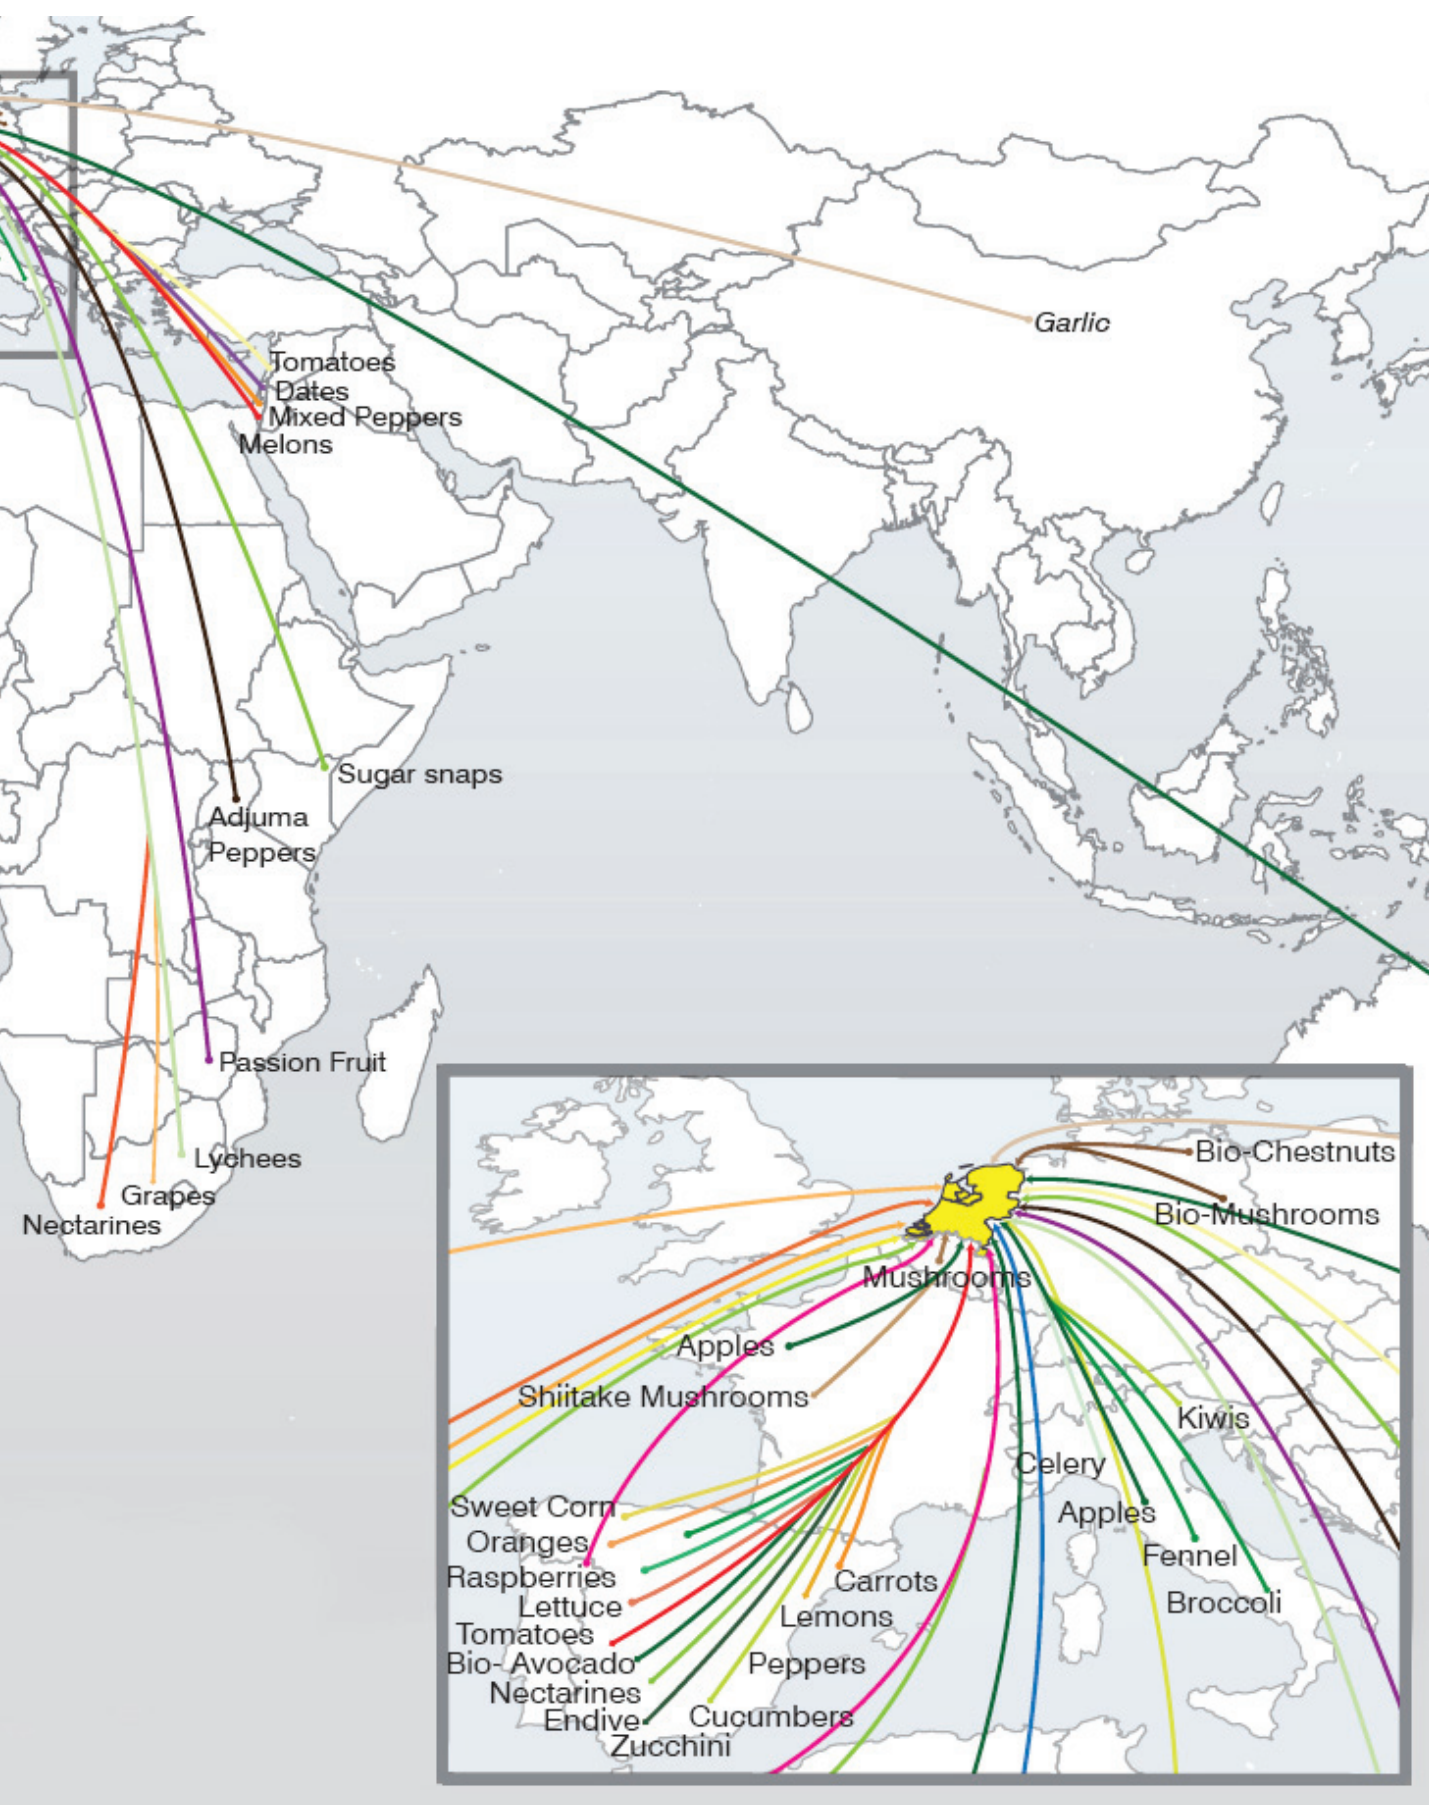 Garlic
Tomatoes
Dates
Mixed Peppers
Melons
Sugar snaps
Adjuma
Peppers
Passion Fruit
Lychees
Grapes
Nectarines
Bio-Chestnuts
Bio-Mushrooms
Mushrooms
Apples
Shiitake Mushrooms
Kiwis
Celery
Apples
Fennel
Broccoli
Sweet Corn
Oranges
Raspberries
Lettuce
Tomatoes
Bio- Avocado
Nectarines
Endive
Zucchini
Carrots
Lemons
Peppers
Cucumbers